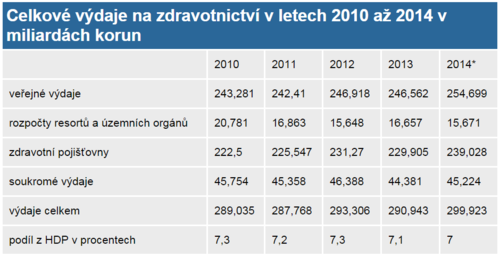 Celkové výdaje na zdravotnictví v letech 2010 až 2014 v
miliardách korun
2010 2011 2012 2013 2014*
veřejné výdaje 243,281 242,41 246,918 246,562 254,699
rozpočty resortů a územních orgánů 20,781 16,863 15,648 16,657 15,671
zdravotní pojišťovny 222,5 225,547 231,27 229,905 239,028
soukromé výdaje 45,754 45,358 46,388 44,381 45,224
výdaje celkem 289,035 287,768 293,306 290,943 299,923
podíl z HDP v procentech 7,3 7,2 7,3 7,1 7